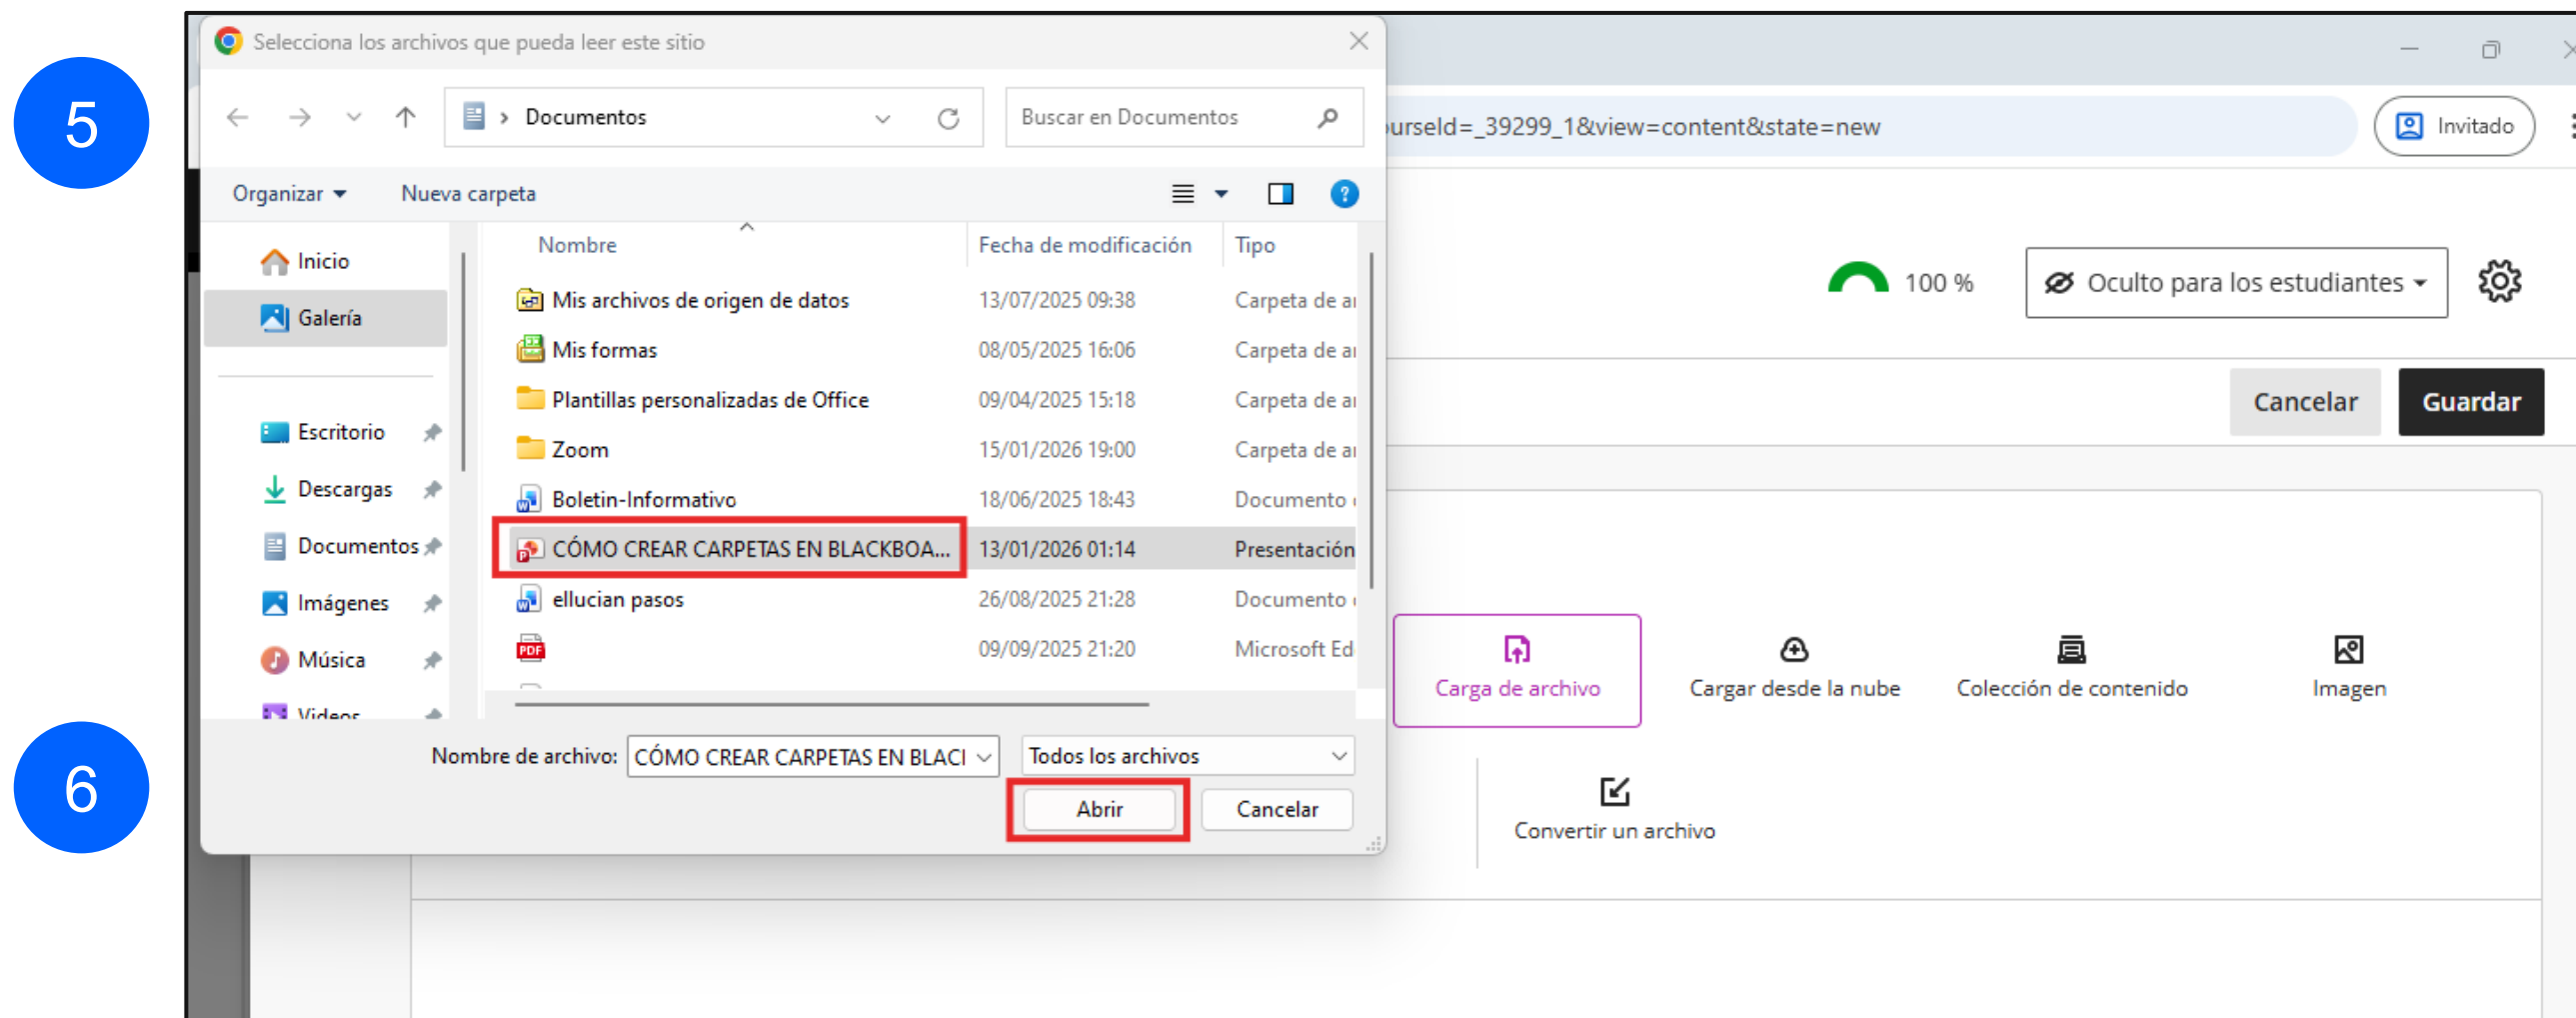 5
Selecciona los archivos que pueda leer este sitio
Documentos
Buscar en Documentos
urseId=_39299_1&view=content&state=new
Invitado
Organizar
Nueva carpeta
Nombre
Fecha de modificación
Tipo
Inicio
Galería
Escritorio
Descargas
Documentos
Imágenes
Música
Videos
Mis archivos de origen de datos 13/07/2025 09:38 Carpeta de ar
Mis formas 08/05/2025 16:06 Carpeta de ar
Plantillas personalizadas de Office 09/04/2025 15:18 Carpeta de ar
Zoom 15/01/2026 19:00 Carpeta de ar
Boletin-Informativo 18/06/2025 18:43 Documento
CÓMO CREAR CARPETAS EN BLACKBOA... 13/01/2026 01:14 Presentación
ellucian pasos 26/08/2025 21:28 Documento
PDF 09/09/2025 21:20 Microsoft Ed
100 %
Oculto para los estudiantes
Cancelar
Guardar
Carga de archivo
Cargar desde la nube
Colección de contenido
Imagen
6
Nombre de archivo: CÓMO CREAR CARPETAS EN BLAC
Todos los archivos
Abrir
Cancelar
Convertir un archivo